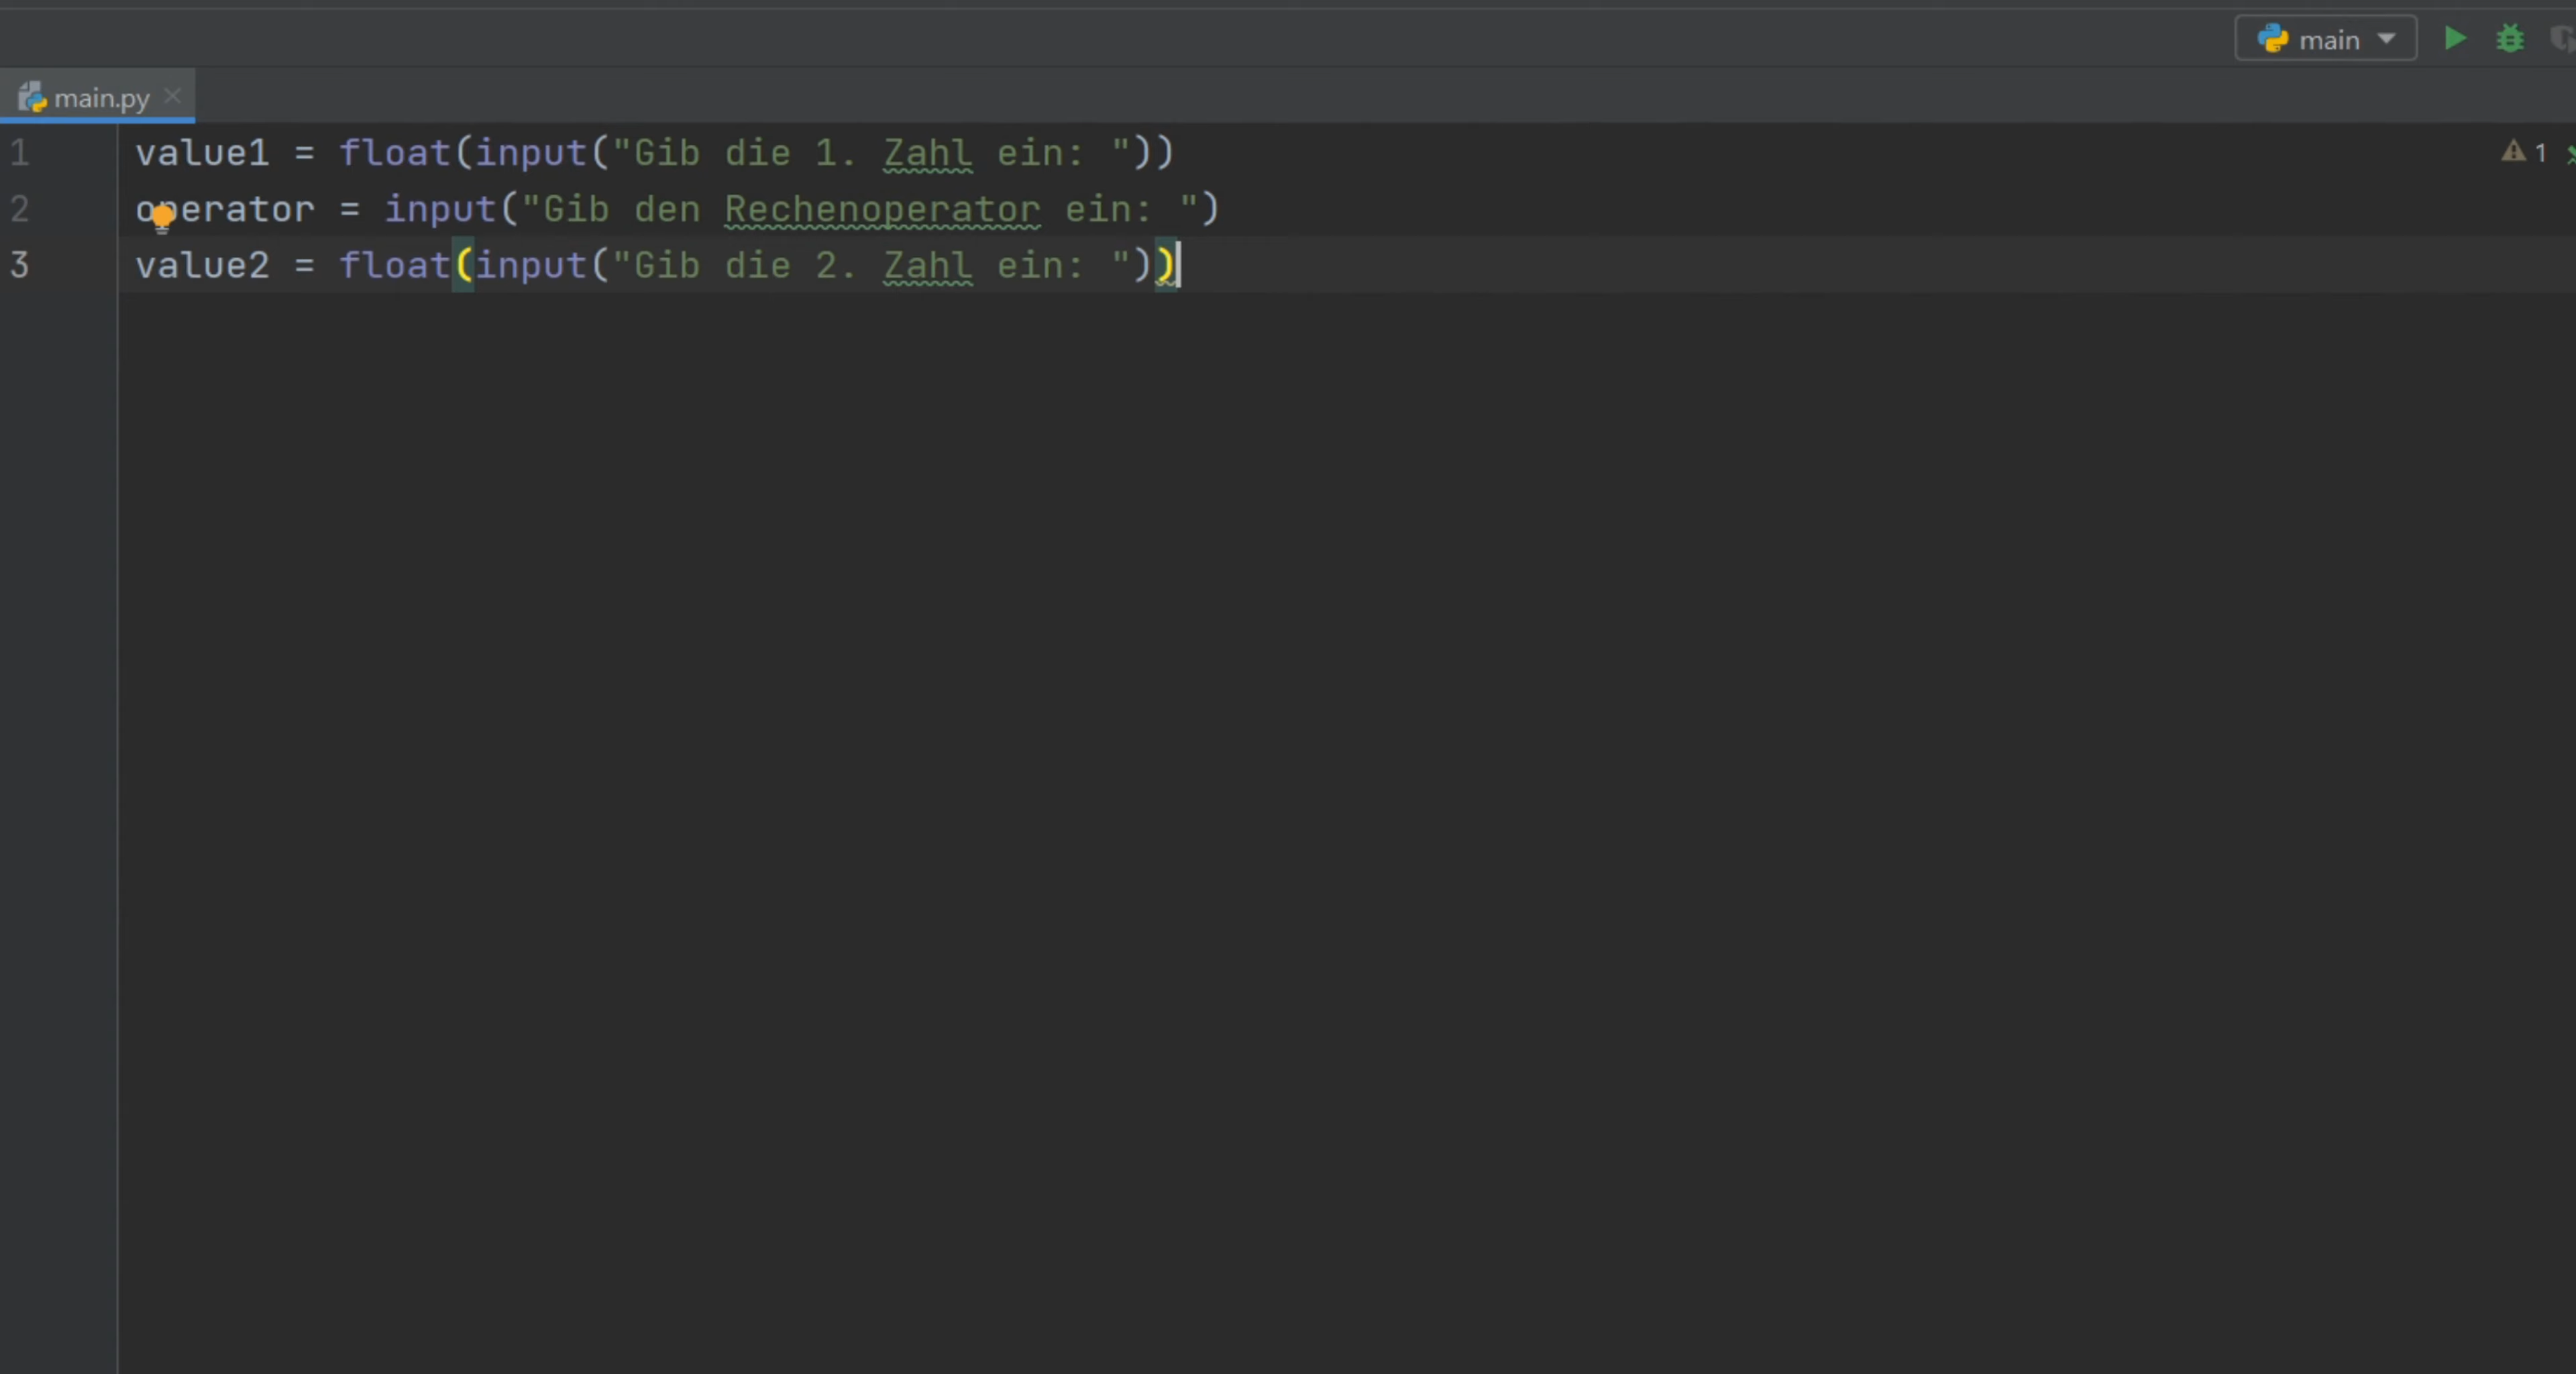 main
main.py
1 value1 = float(input("Gib die 1. Zahl ein: "))
2 operator = input("Gib den Rechenoperator ein: ")
3 value2 = float(input("Gib die 2. Zahl ein: "))
1